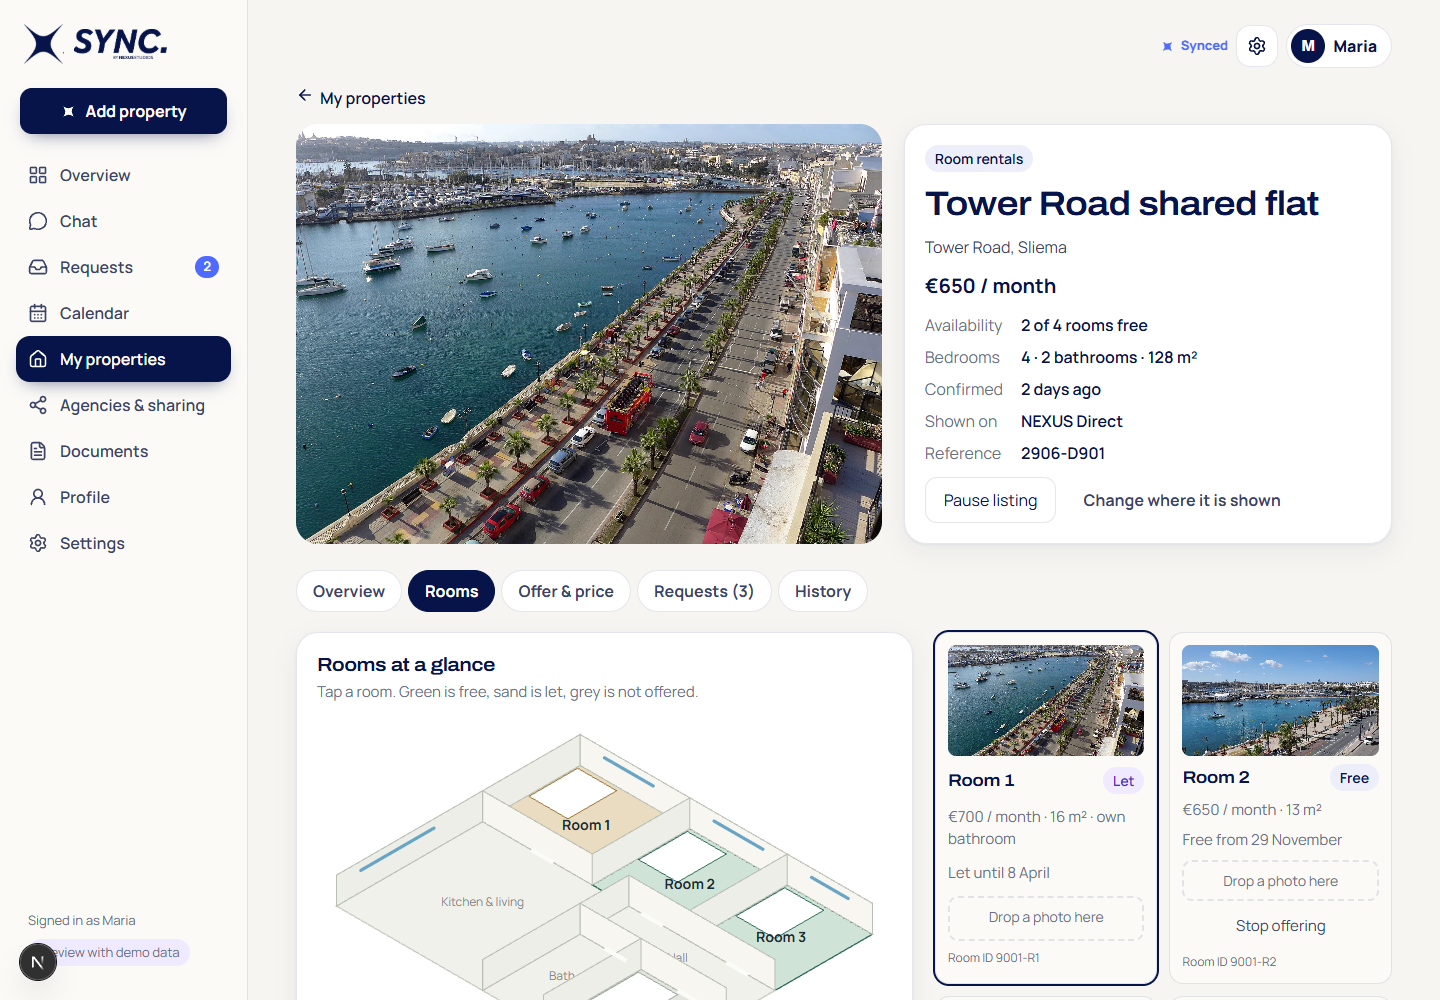 SYNC.
BY NEXUS STUDIOS
Add property
Overview
Chat
Requests 2
Calendar
My properties
Agencies & sharing
Documents
Profile
Settings
Signed in as Maria
view with demo data
N
Synced
M Maria
My properties
Room rentals
Tower Road shared flat
Tower Road, Sliema
€650 / month
Availability 2 of 4 rooms free
Bedrooms 4 · 2 bathrooms · 128 m²
Confirmed 2 days ago
Shown on NEXUS Direct
Reference 2906-D901
Pause listing Change where it is shown
Overview Rooms Offer & price Requests (3) History
Rooms at a glance
Tap a room. Green is free, sand is let, grey is not offered.
Room 1
Room 2
Kitchen & living
Room 3
Bath
Room 1 Let
€700 / month · 16 m² · own
bathroom
Let until 8 April
Drop a photo here
Room ID 9001-R1
Room 2 Free
€650 / month · 13 m²
Free from 29 November
Drop a photo here
Stop offering
Room ID 9001-R2